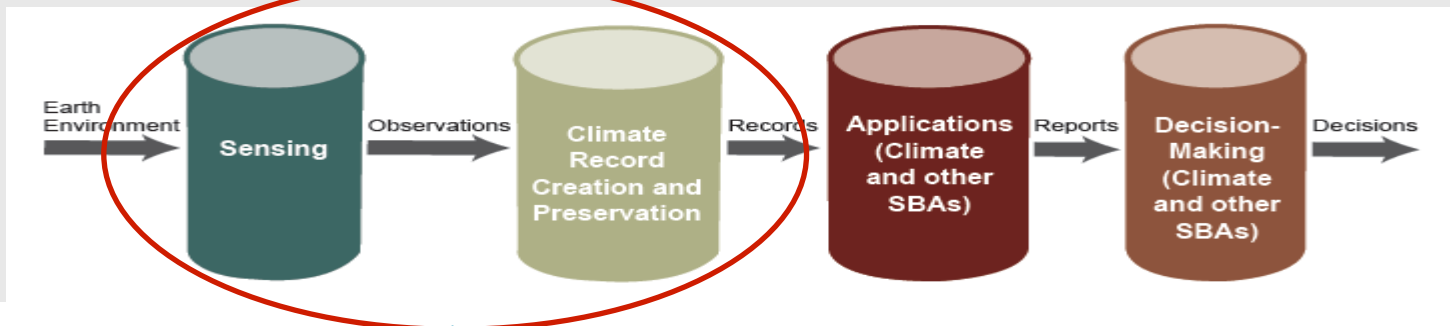 Earth
Environment
Sensing
Observations
Climate
Record
Creation and
Preservation
Records
Applications
(Climate
and other
SBAs)
Reports
Decision-
Making
(Climate
and other
SBAs)
Decisions